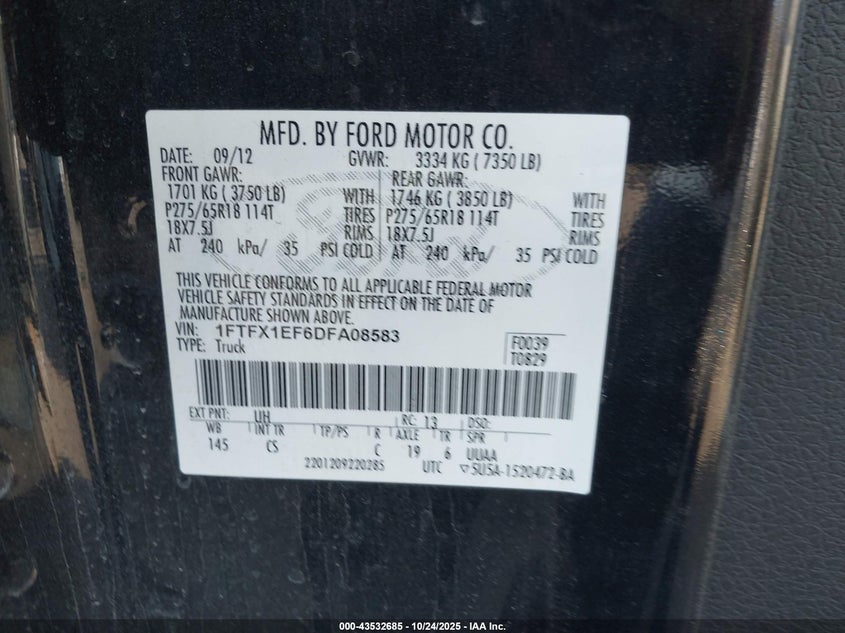 MFD. BY FORD MOTOR CO.
DATE: 09/12 GVWR: 3334 KG ( 7350 LB)
FRONT GAWR: REAR GAWR:
1701 KG ( 3750 LB) WITH 1746 KG ( 3850 LB) WITH
P275/65R18 114T TIRES P275/65R18 114T TIRES
18X7.5J RIMS 18X7.5J RIMS
AT 240 kPa/ 35 PSI COLD AT 240 kPa/ 35 PSI COLD
THIS VEHICLE CONFORMS TO ALL APPLICABLE FEDERAL MOTOR
VEHICLE SAFETY STANDARDS IN EFFECT ON THE DATE OF
MANUFACTURE SHOWN ABOVE.
VIN: 1FTFX1EF6DFA08583 F0039
TYPE: Truck T0829
EXT PNT: UH RC: 13 DSO:
WB INT TR TP/PS R AXLE TR SPR
145 CS C 19 6 UUAA
2201209220285 UTC ▽5U5A-1520472-BA
000-43532685 - 10/24/2025 - IAA Inc.